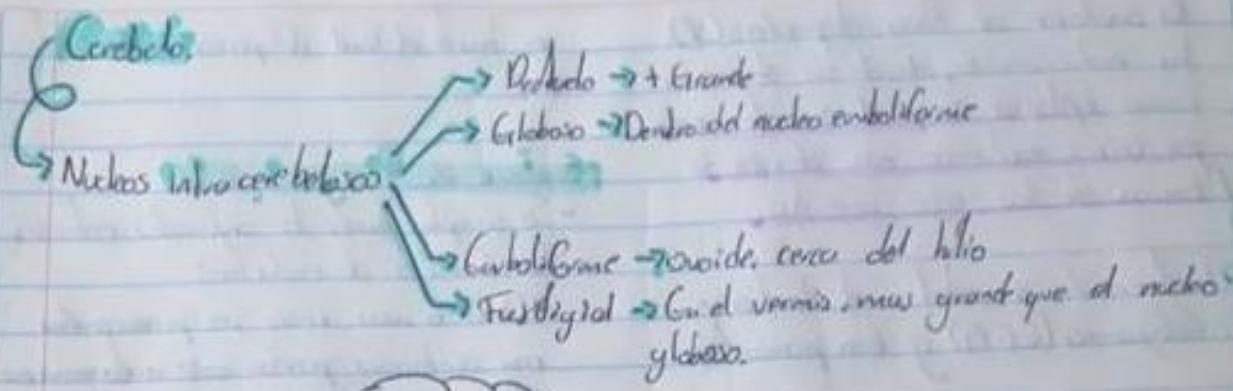 Cerebelo.
Dentado → + Grande
Globoso → Dentro del nucleo emboliforme
Nucleos intracerebelosos
Emboliforme → ovoide, cerca del hilio
Fastigial → En el vermis, mas grande que el nucleo
globoso.